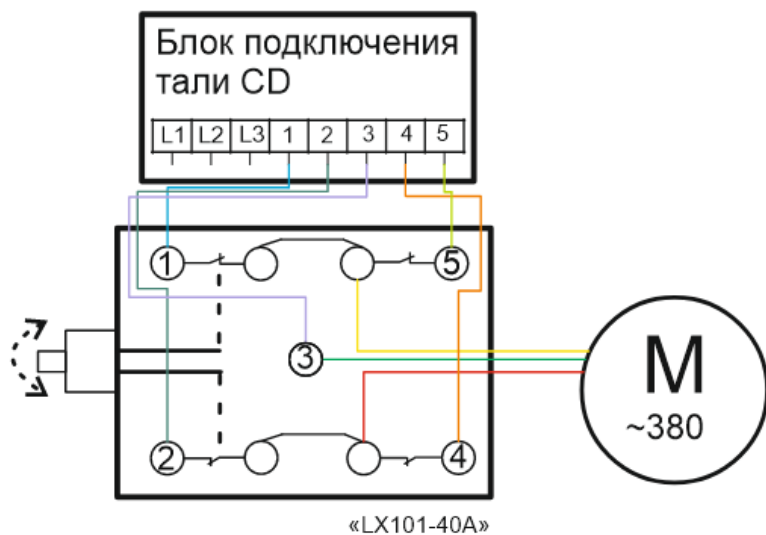 Блок подключения
тали CD
L1 L2 L3 1 2 3 4 5
1 5
3
2 4
M
~380
«LX101-40A»